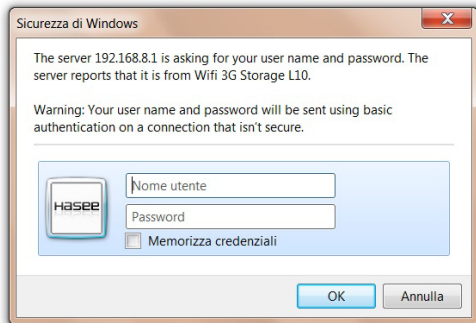 Sicurezza di Windows
The server 192.168.8.1 is asking for your user name and password. The
server reports that it is from Wifi 3G Storage L10.
Warning: Your user name and password will be sent using basic
authentication on a connection that isn't secure.
Hasee
Nome utente
Password
Memorizza credenziali
OK
Annulla